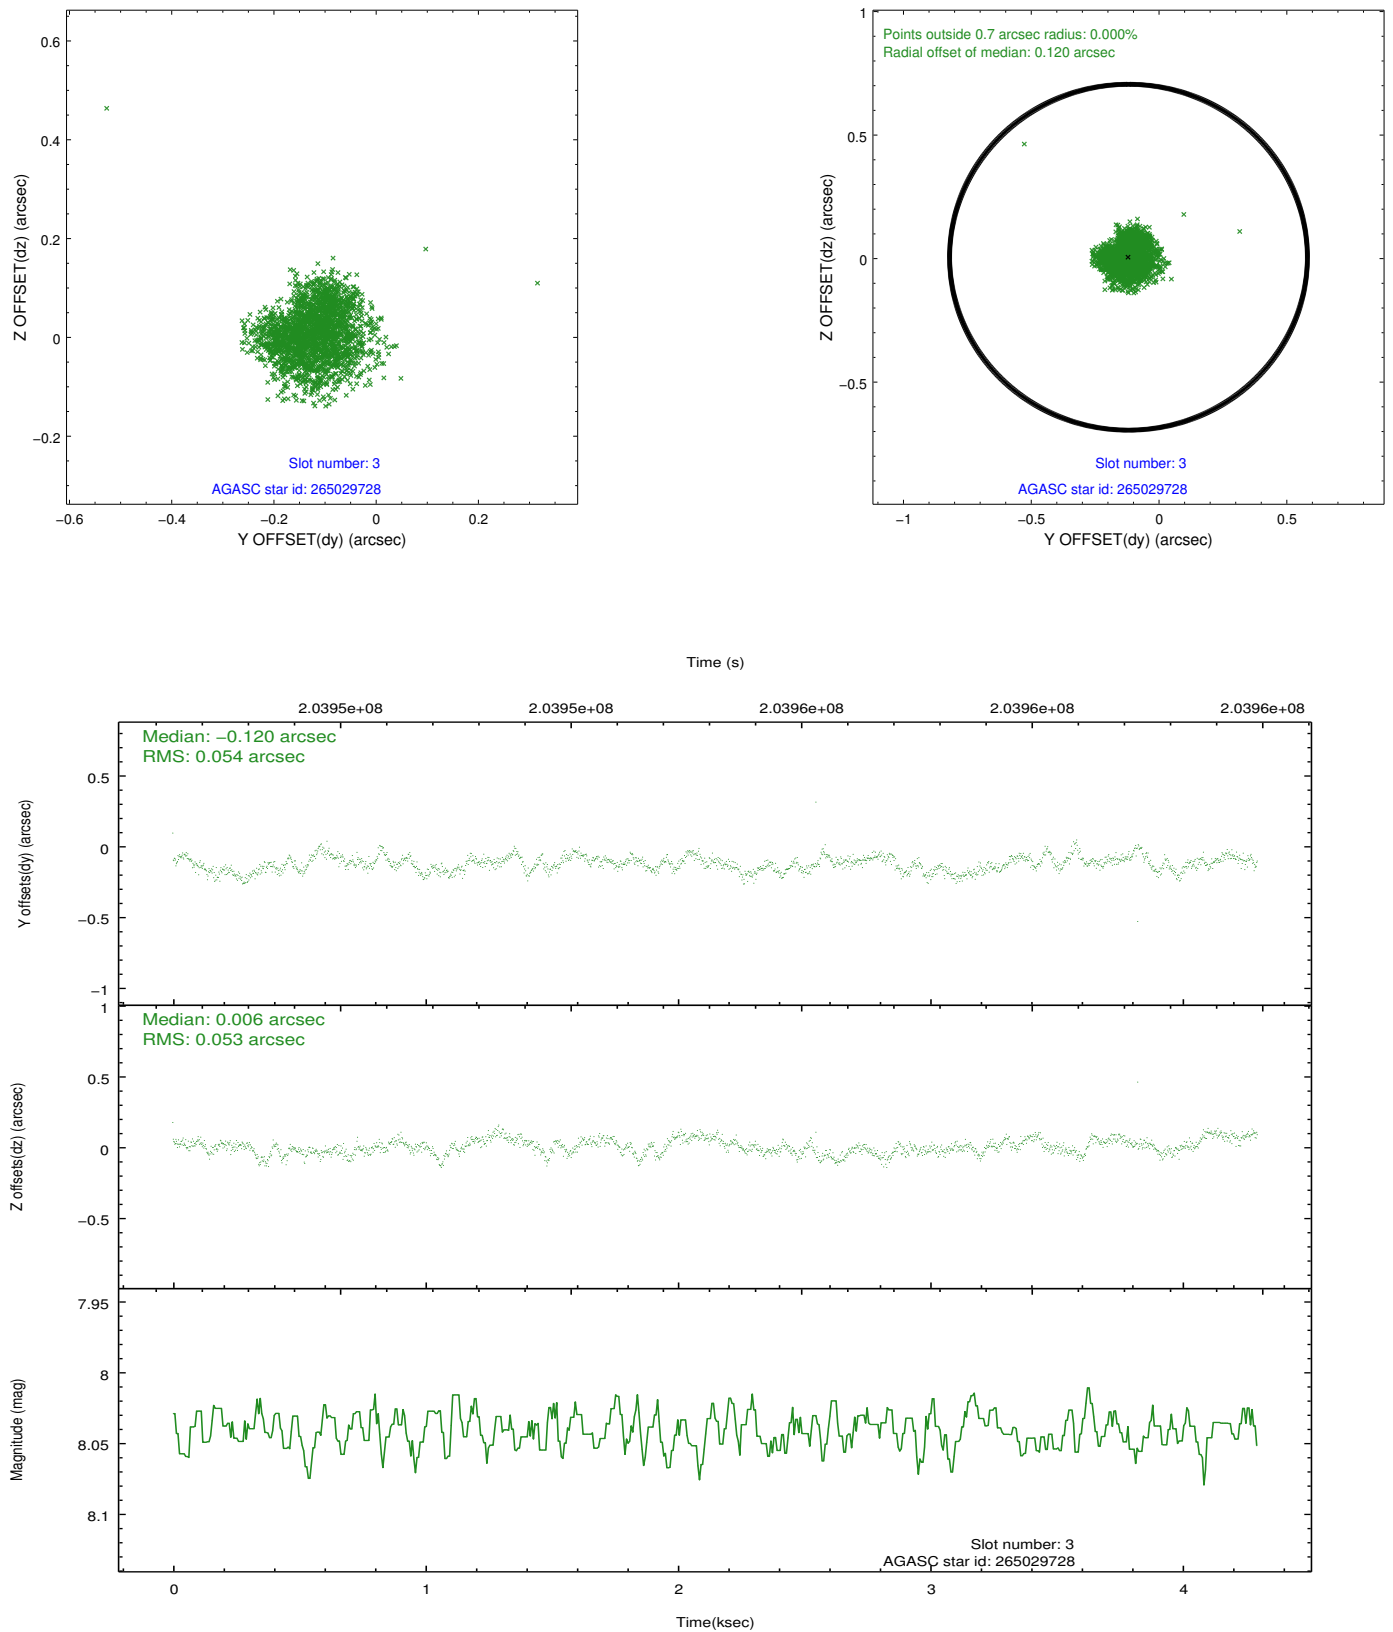 0.6
0.4
0.2
0
−0.2
Z OFFSET(dz) (arcsec)
Slot number: 3
AGASC star id: 265029728
−0.6 −0.4 −0.2 0 0.2
Y OFFSET(dy) (arcsec)
1
0.5
0
−0.5
Z OFFSET(dz) (arcsec)
Points outside 0.7 arcsec radius: 0.000%
Radial offset of median: 0.120 arcsec
Slot number: 3
AGASC star id: 265029728
−1 −0.5 0 0.5
Y OFFSET(dy) (arcsec)
Time (s)
2.0395e+08 2.0395e+08 2.0396e+08 2.0396e+08 2.0396e+08
Median: −0.120 arcsec
RMS: 0.054 arcsec
0.5
0
−0.5
−1
Y offsets(dy) (arcsec)
1
Median: 0.006 arcsec
RMS: 0.053 arcsec
0.5
0
−0.5
Z offsets(dz) (arcsec)
7.95
8
8.05
8.1
Magnitude (mag)
Slot number: 3
AGASC star id: 265029728
0 1 2 3 4
Time(ksec)